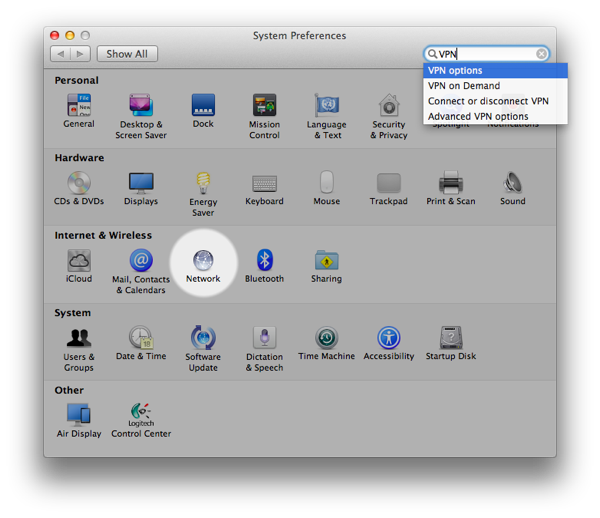 System Preferences
Show All
VPN
VPN options
VPN on Demand
Connect or disconnect VPN
Advanced VPN options
Personal
General
Desktop &
Screen Saver
Dock
Mission
Control
Language
& Text
Security
& Privacy
Spotlight
Notifications
Hardware
CDs & DVDs
Displays
Energy
Saver
Keyboard
Mouse
Trackpad
Print & Scan
Sound
Internet & Wireless
iCloud
Mail, Contacts
& Calendars
Network
Bluetooth
Sharing
System
Users &
Groups
Date & Time
Software
Update
Dictation
& Speech
Time Machine
Accessibility
Startup Disk
Other
Air Display
Logitech
Control Center